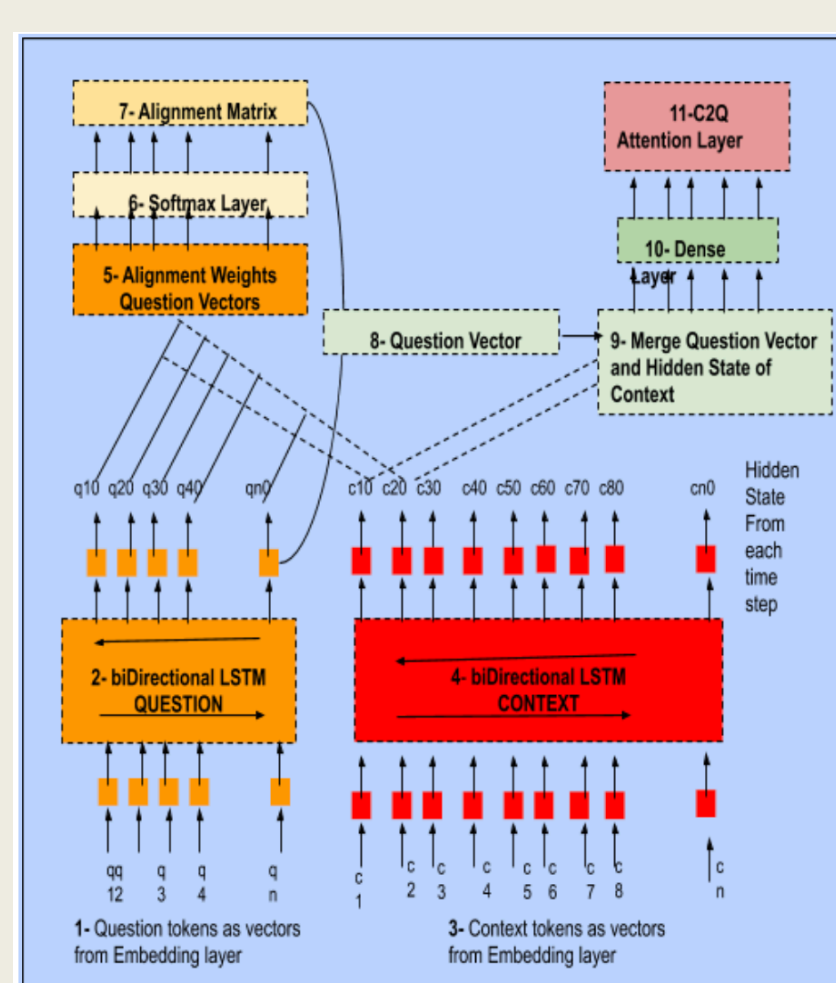 7- Alignment Matrix
11-C2Q
Attention Layer
6- Softmax Layer
10- Dense
Layer
5- Alignment Weights
Question Vectors
8- Question Vector
9- Merge Question Vector
and Hidden State of
Context
q10 q20 q30 q40 qn0
c10 c20 c30 c40 c50 c60 c70 c80 cn0
Hidden
State
From
each
time
step
2- biDirectional LSTM
QUESTION
4- biDirectional LSTM
CONTEXT
qq q q q
12 3 4 n
c c c c c c c c c
1 2 3 4 5 6 7 8 n
1- Question tokens as vectors
from Embedding layer
3- Context tokens as vectors
from Embedding layer